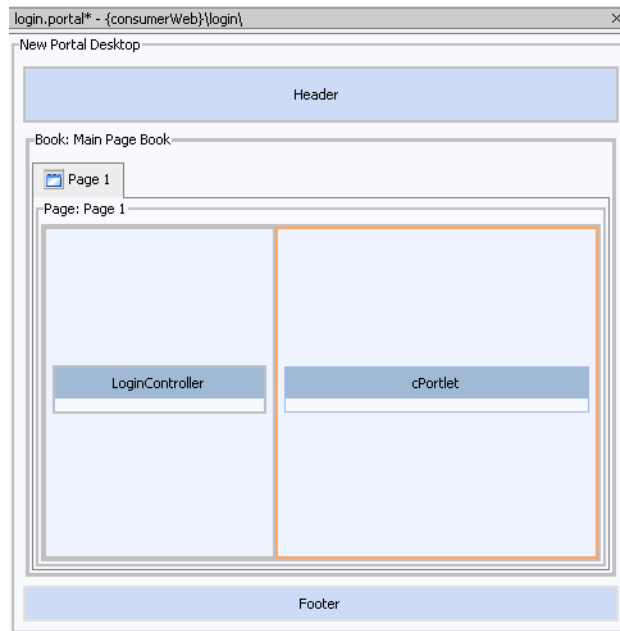 login.portal* - {consumerWeb}\login\
New Portal Desktop
Header
Book: Main Page Book
Page 1
Page: Page 1
LoginController
cPortlet
Footer